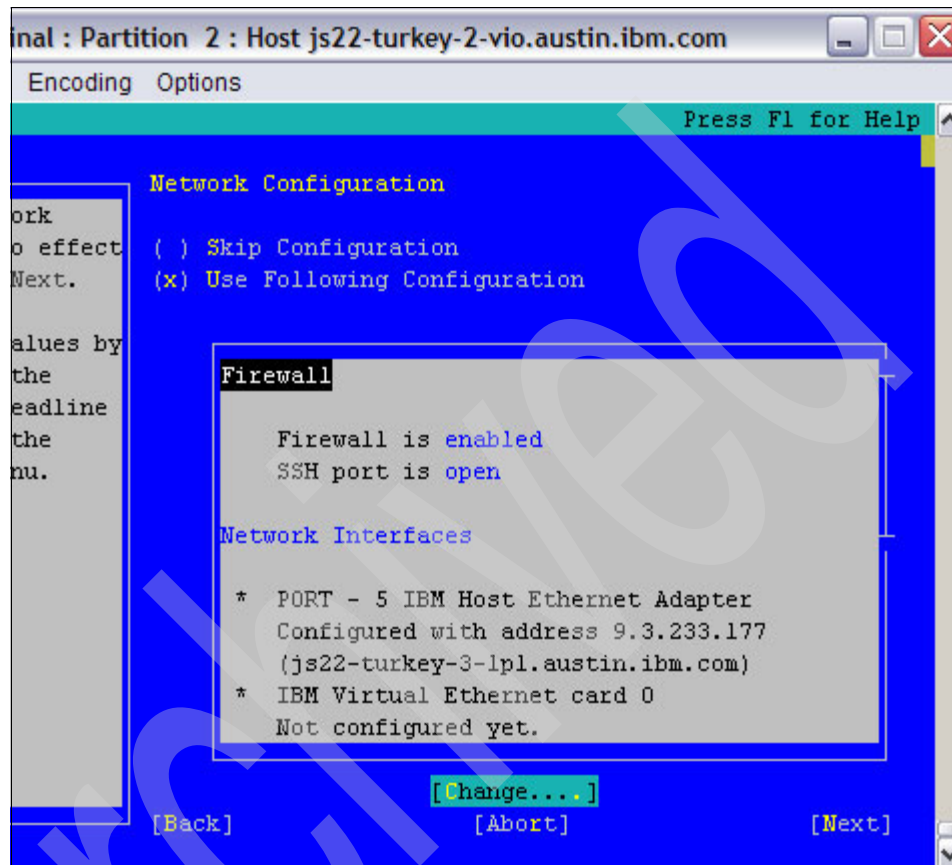 inal : Partition 2 : Host js22-turkey-2-vio.austin.ibm.com
Encoding Options
Press F1 for Help
Network Configuration
ork
o effect
Next.
alues by
the
eadline
the
nu.
( ) Skip Configuration
(x) Use Following Configuration
Firewall
Firewall is enabled
SSH port is open
Network Interfaces
* PORT - 5 IBM Host Ethernet Adapter
Configured with address 9.3.233.177
(js22-turkey-3-lp1.austin.ibm.com)
* IBM Virtual Ethernet card 0
Not configured yet.
[Change....]
[Back] [Abort] [Next]
rchived